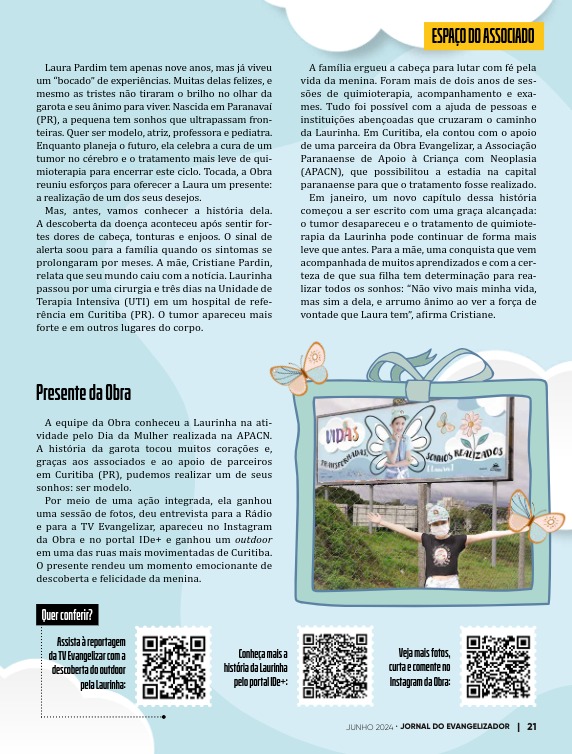 ESPAÇO DO ASSOCIADO
Laura Pardim tem apenas nove anos, mas já viveu
um “bocado” de experiências. Muitas delas felizes, e
mesmo as tristes não tiraram o brilho no olhar da
garota e seu ânimo para viver. Nascida em Paranavaí
(PR), a pequena tem sonhos que ultrapassam fron-
teiras. Quer ser modelo, atriz, professora e pediatra.
Enquanto planeja o futuro, ela celebra a cura de um
tumor no cérebro e o tratamento mais leve de qui-
mioterapia para encerrar este ciclo. Tocada, a Obra
reuniu esforços para oferecer a Laura um presente:
a realização de um dos seus desejos.
Mas, antes, vamos conhecer a história dela.
A descoberta da doença aconteceu após sentir for-
tes dores de cabeça, tonturas e enjoos. O sinal de
alerta soou para a família quando os sintomas se
prolongaram por meses. A mãe, Cristiane Pardin,
relata que seu mundo caiu com a notícia. Laurinha
passou por uma cirurgia e três dias na Unidade de
Terapia Intensiva (UTI) em um hospital de refe-
rência em Curitiba (PR). O tumor apareceu mais
forte e em outros lugares do corpo.
A família ergueu a cabeça para lutar com fé pela
vida da menina. Foram mais de dois anos de ses-
sões de quimioterapia, acompanhamento e exa-
mes. Tudo foi possível com a ajuda de pessoas e
instituições abençoadas que cruzaram o caminho
da Laurinha. Em Curitiba, ela contou com o apoio
de uma parceira da Obra Evangelizar, a Associação
Paranaense de Apoio à Criança com Neoplasia
(APACN), que possibilitou a estadia na capital
paranaense para que o tratamento fosse realizado.
Em janeiro, um novo capítulo dessa história
começou a ser escrito com uma graça alcançada:
o tumor desapareceu e o tratamento de quimiote-
rapia da Laurinha pode continuar de forma mais
leve que antes. Para a mãe, uma conquista que vem
acompanhada de muitos aprendizados e com a cer-
teza de que sua filha tem determinação para rea-
lizar todos os sonhos: “Não vivo mais minha vida,
mas sim a dela, e arrumo ânimo ao ver a força de
vontade que Laura tem”, afirma Cristiane.
Presente da Obra
A equipe da Obra conheceu a Laurinha na ati-
vidade pelo Dia da Mulher realizada na APACN.
A história da garota tocou muitos corações e,
graças aos associados e ao apoio de parceiros
em Curitiba (PR), pudemos realizar um de seus
sonhos: ser modelo.
Por meio de uma ação integrada, ela ganhou
uma sessão de fotos, deu entrevista para a Rádio
e para a TV Evangelizar, apareceu no Instagram
da Obra e no portal IDe+ e ganhou um outdoor
em uma das ruas mais movimentadas de Curitiba.
O presente rendeu um momento emocionante de
descoberta e felicidade da menina.
VIDAS
TRANSFORMADAS,
SONHOS REALIZADOS
Quer conferir?
Assista à reportagem
da TV Evangelizar com a
descoberta do outdoor
pela Laurinha:
Conheça mais a
história da Laurinha
pelo portal IDe+:
Veja mais fotos,
curta e comente no
Instagram da Obra:
JUNHO 2024 · JORNAL DO EVANGELIZADOR | 21